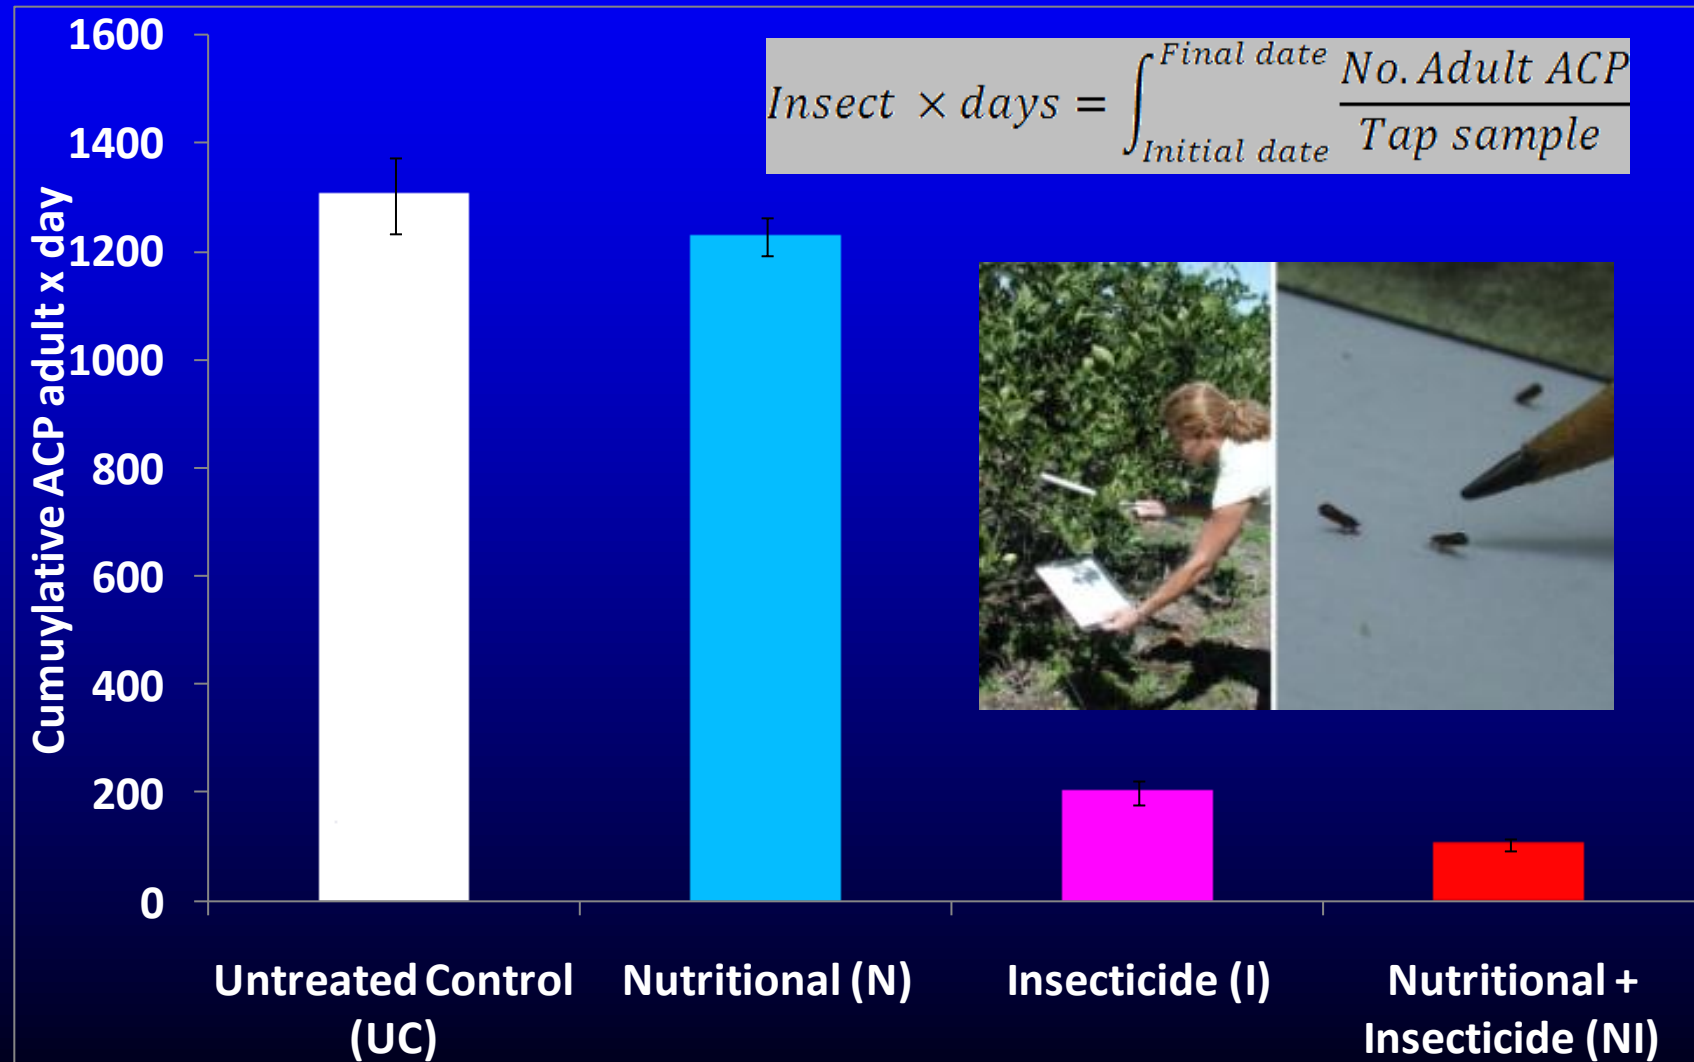 1600
1400
1200
1000
800
600
400
200
0
Cumuylative ACP adult x day
Insect × days = ∫_{Initial date}^{Final date} \frac{No. Adult ACP}{Tap sample}
Untreated Control
(UC)
Nutritional (N)
Insecticide (I)
Nutritional +
Insecticide (NI)